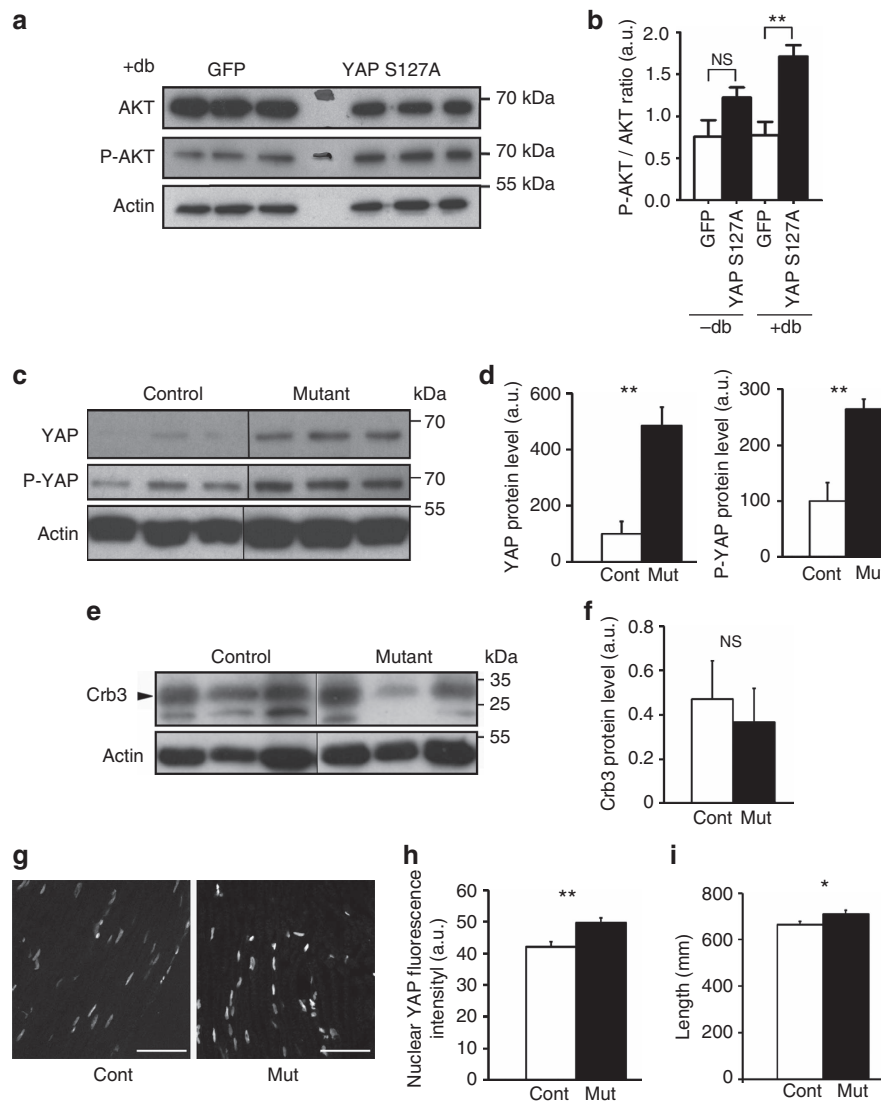 a
+db GFP YAP S127A
AKT 70 kDa
P-AKT 70 kDa
55 kDa
Actin
b
P-AKT / AKT ratio (a.u.)
2.0
1.5
1.0
0.5
0.0
NS **
GFP YAP S127A GFP YAP S127A
–db +db
c
Control Mutant kDa
YAP 70
P-YAP 70
55
Actin
d
YAP protein level (a.u.)
600
400
200
0
**
Cont Mut
P-YAP protein level (a.u.)
300
200
100
0
**
Cont Mu
e
Control Mutant kDa
Crb3 35
25
55
Actin
f
Crb3 protein level (a.u.)
0.8
0.6
0.4
0.2
0
NS
Cont Mut
g
Cont Mut
h
Nuclear YAP fluorescence
intensityl (a.u.)
60
50
40
30
20
10
0
**
Cont Mut
i
Length (mm)
800
600
400
200
0
*
Cont Mut